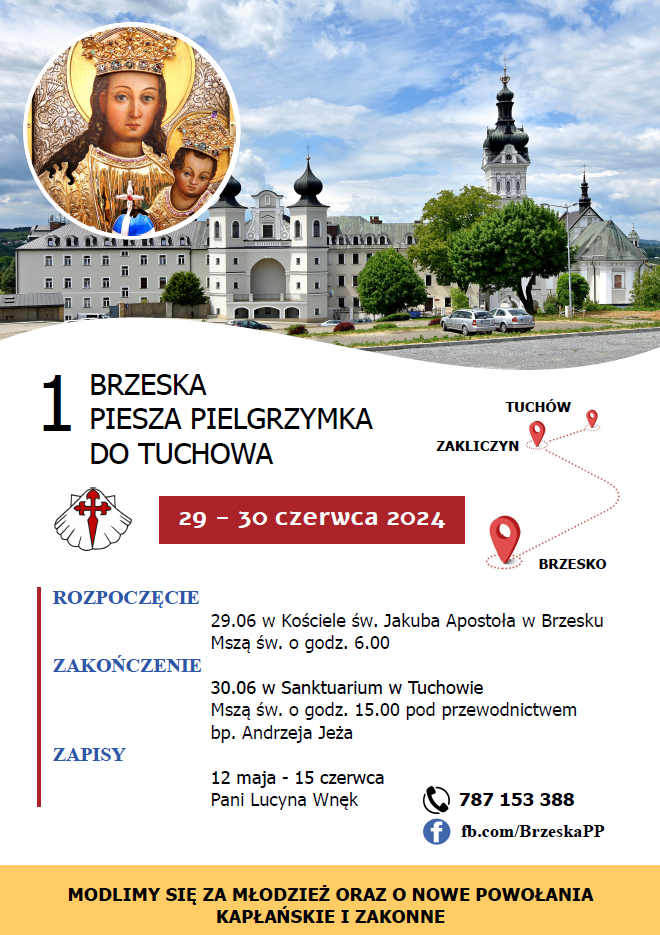 1
BRZESKA
PIESZA PIELGRZYMKA
DO TUCHOWA
TUCHÓW
ZAKLICZYN
BRZESKO
29 – 30 czerwca 2024
ROZPOCZĘCIE
29.06 w Kościele św. Jakuba Apostoła w Brzesku
Mszą św. o godz. 6.00
ZAKOŃCZENIE
30.06 w Sanktuarium w Tuchowie
Mszą św. o godz. 15.00 pod przewodnictwem
bp. Andrzeja Jeża
ZAPISY
12 maja - 15 czerwca
Pani Lucyna Wnęk
787 153 388
fb.com/BrzeskaPP
MODLIMY SIĘ ZA MŁODZIEŻ ORAZ O NOWE POWOŁANIA
KAPŁAŃSKIE I ZAKONNE